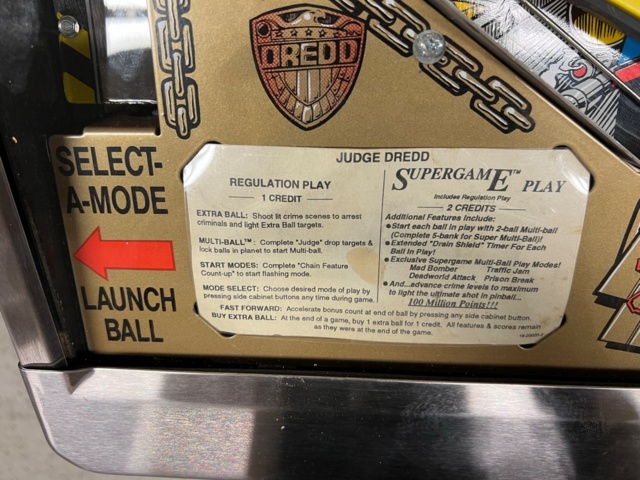 DREDD
SELECT-
A-MODE
LAUNCH
BALL
JUDGE DREDD
REGULATION PLAY
1 CREDIT
EXTRA BALL: Shoot lit crime scenes to arrest
criminals and light Extra Ball targets.
MULTI-BALL™: Complete "Judge" drop targets &
lock balls in planet to start Multi-ball.
START MODES: Complete "Chain Feature
Count-up" to start flashing mode.
MODE SELECT: Choose desired mode of play by
pressing side cabinet buttons any time during game.
SUPERGAME™ PLAY
Includes Regulation Play
2 CREDITS
Additional Features Include:
•Start each ball in play with 2-ball Multi-ball
(Complete 5-bank for Super Multi-Ball)!
•Extended "Drain Shield" Timer For Each
Ball In Play!
•Exclusive Supergame Multi-Ball Play Modes!
Mad Bomber Traffic Jam
Deadworld Attack Prison Break
•And...advance crime levels to maximum
to light the ultimate shot in pinball...
100 Million Points!!!
FAST FORWARD: Accelerate bonus count at end of ball by pressing any side cabinet button.
BUY EXTRA BALL: At the end of a game, buy 1 extra ball for 1 credit. All features & scores remain
as they were at the end of the game.